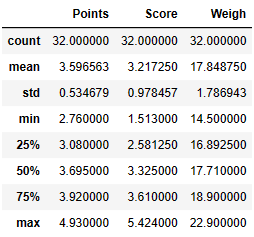 Points Score Weigh
count 32.000000 32.000000 32.000000
mean 3.596563 3.217250 17.848750
std 0.534679 0.978457 1.786943
min 2.760000 1.513000 14.500000
25% 3.080000 2.581250 16.892500
50% 3.695000 3.325000 17.710000
75% 3.920000 3.610000 18.900000
max 4.930000 5.424000 22.900000